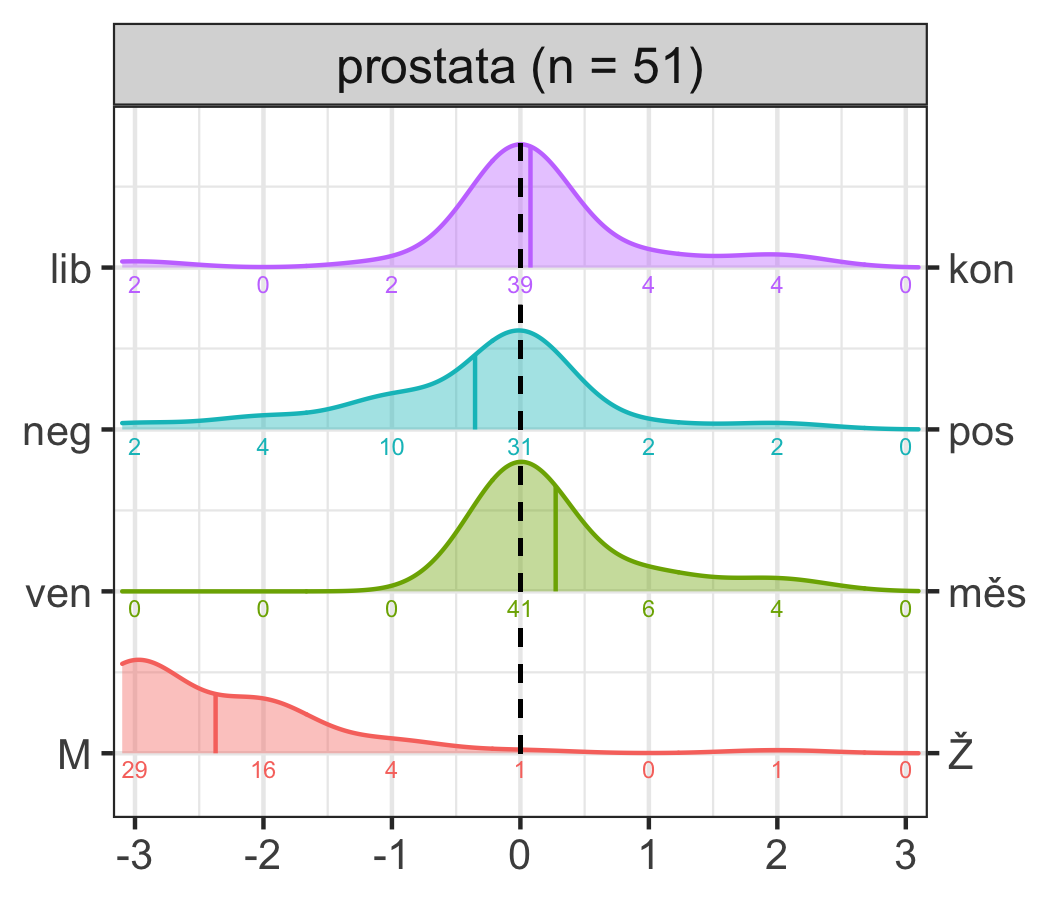 prostata (n = 51)
lib kon
2 0 2 39 4 4 0
neg pos
2 4 10 31 2 2 0
ven měs
0 0 0 41 6 4 0
M Ž
29 16 4 1 0 1 0
-3 -2 -1 0 1 2 3